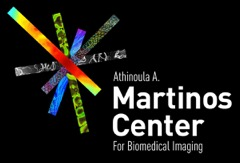 Athinoula A.
Martinos
Center
For Biomedical Imaging